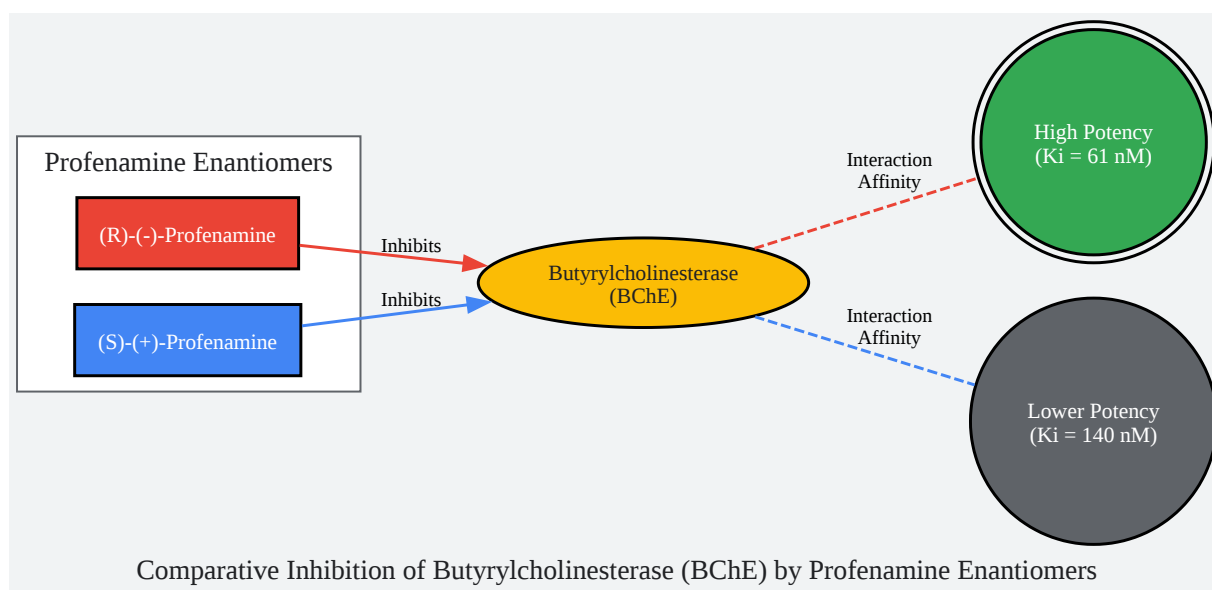 Profenamine Enantiomers
(R)-(-)-Profenamine
(S)-(+)-Profenamine
Inhibits
Inhibits
Butyrylcholinesterase
(BChE)
Interaction
Affinity
Interaction
Affinity
High Potency
(Ki = 61 nM)
Lower Potency
(Ki = 140 nM)
Comparative Inhibition of Butyrylcholinesterase (BChE) by Profenamine Enantiomers